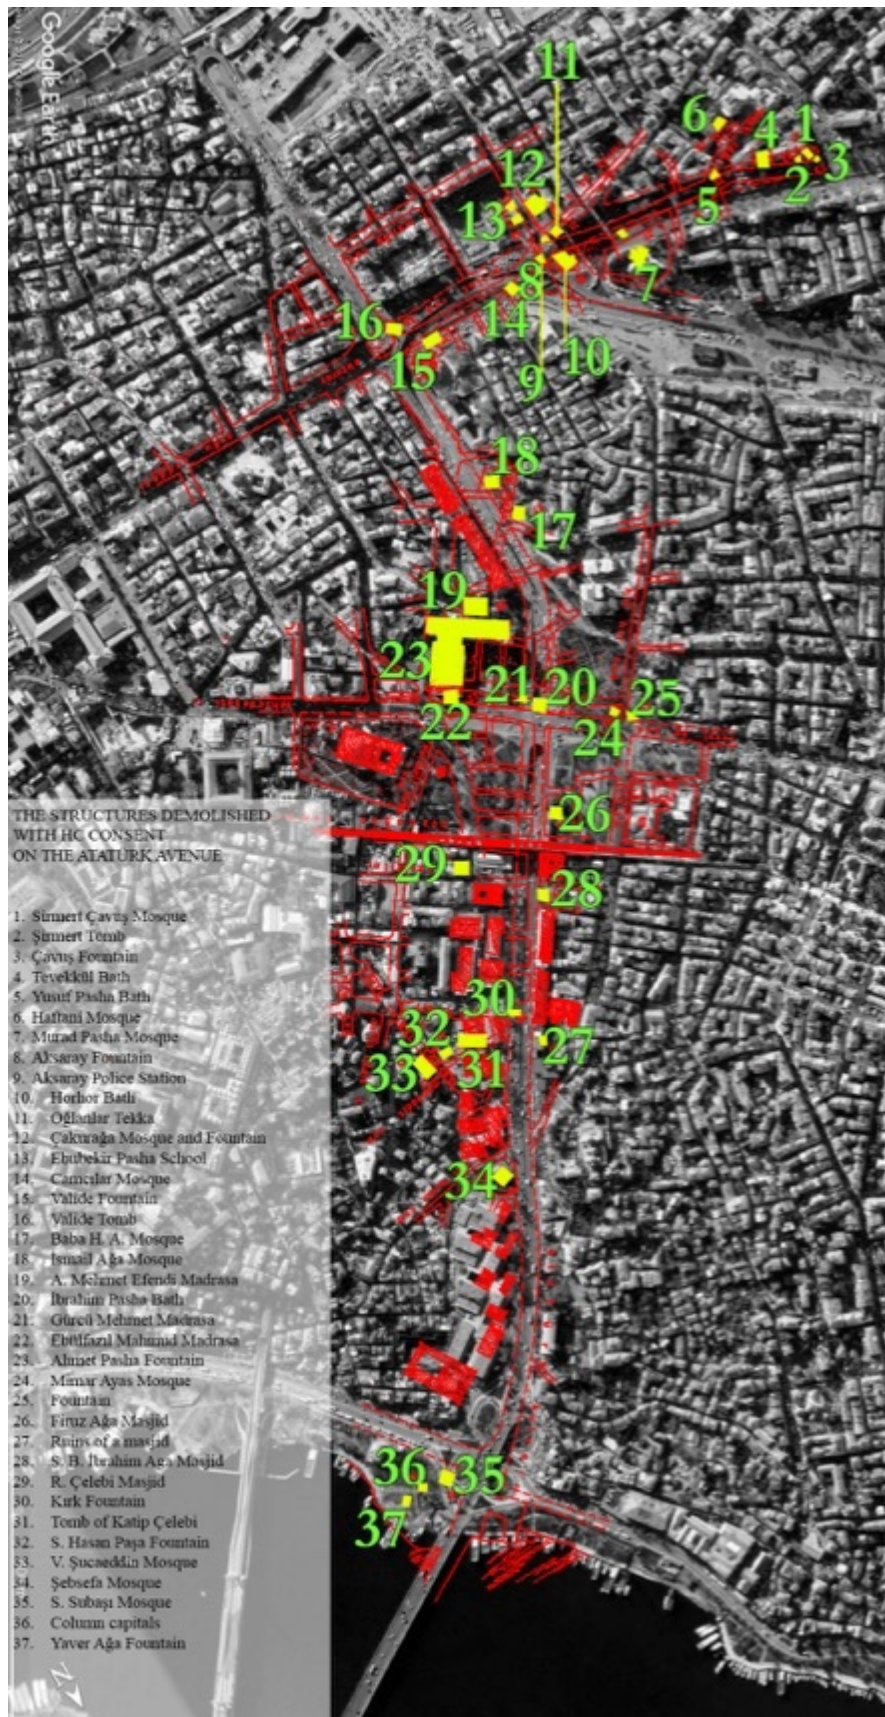 Google Earth
11
6
4
1
3
2
5
12
13
7
8
14
16
15
10
9
18
17
19
23
21
20
25
22
24
26
29
28
30
32
27
33
31
34
36
35
37
THE STRUCTURES DEMOLISHED
WITH HC CONSENT
ON THE ATATURK AVENUE
1. Sirmert Çavuş Mosque
2. Şirmert Tomb
3. Çavuş Fountain
4. Tevekkül Bath
5. Yusuf Pasha Bath
6. Haftani Mosque
7. Murad Pasha Mosque
8. Aksaray Fountain
9. Aksaray Police Station
10. Horhor Bath
11. Oğlanlar Tekka
12. Çakırağa Mosque and Fountain
13. Ebubekir Pasha School
14. Camcılar Mosque
15. Valide Fountain
16. Valide Tomb
17. Baba H. A. Mosque
18. İsmail Ağa Mosque
19. A. Mehmet Efendi Madrasa
20. İbrahim Pasha Bath
21. Gürcü Mehmet Madrasa
22. Ebülfazıl Mahmud Madrasa
23. Ahmet Pasha Fountain
24. Mimar Ayas Mosque
25. Fountain
26. Firuz Ağa Masjid
27. Ruins of a masjid
28. S. B. İbrahim Aga Masjid
29. R. Çelebi Masjid
30. Kırk Fountain
31. Tomb of Katip Çelebi
32. S. Hasan Paşa Fountain
33. V. Şucaeddin Mosque
34. Şebsefa Mosque
35. S. Subaşı Mosque
36. Column capitals
37. Yaver Ağa Fountain
N